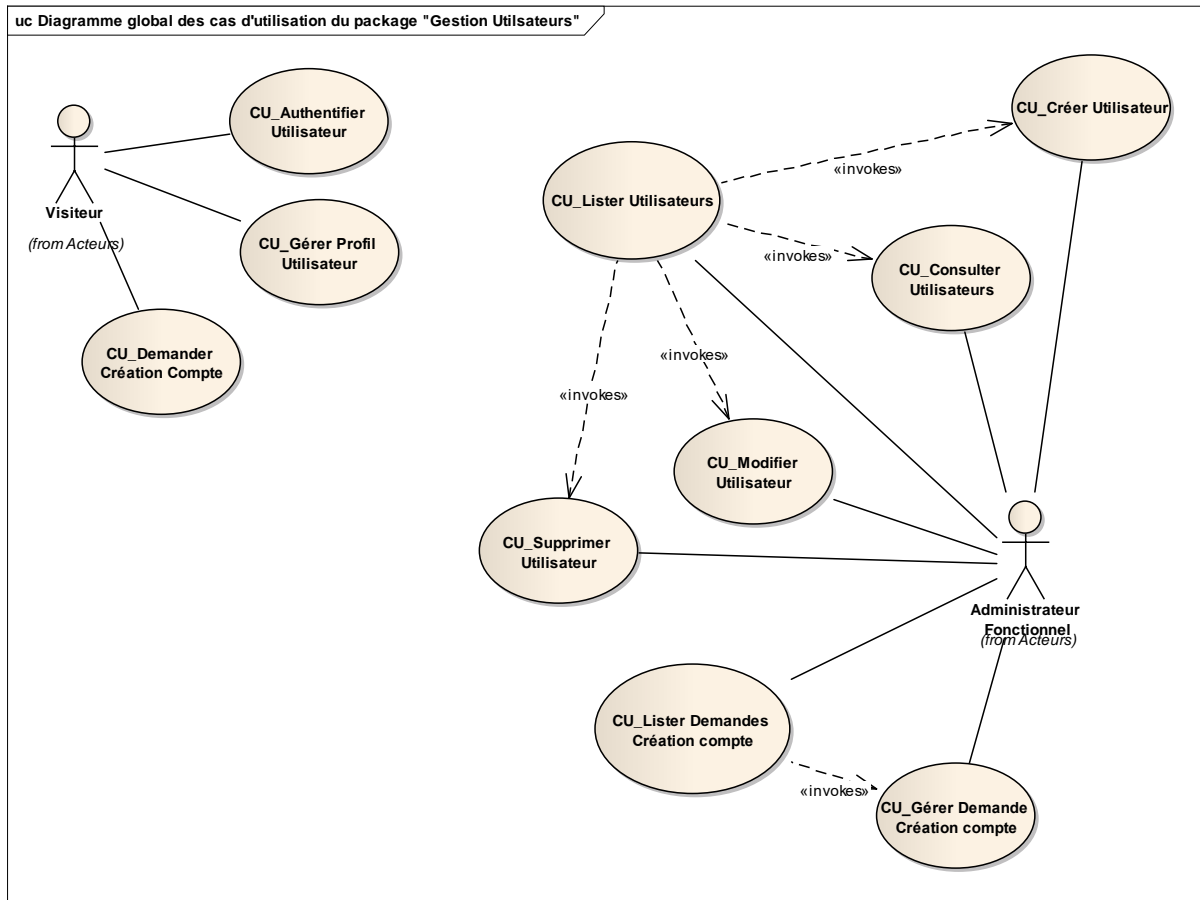 uc Diagramme global des cas d'utilisation du package "Gestion Utilsateurs"
CU_Authentifier
Utilisateur
Visiteur
(from Acteurs)
CU_Gérer Profil
Utilisateur
CU_Demander
Création Compte
CU_Créer Utilisateur
CU_Lister Utilisateurs
«invokes»
«invokes»
CU_Consulter
Utilisateurs
«invokes»
«invokes»
CU_Modifier
Utilisateur
CU_Supprimer
Utilisateur
Administrateur
Fonctionnel
(from Acteurs)
CU_Lister Demandes
Création compte
«invokes»
CU_Gérer Demande
Création compte